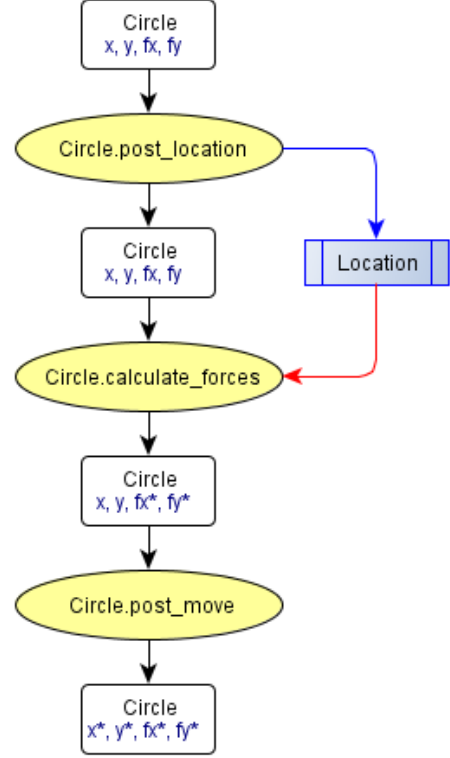 Circle
x, y, fx, fy
Circle.post_location
Circle
x, y, fx, fy
Location
Circle.calculate_forces
Circle
x, y, fx*, fy*
Circle.post_move
Circle
x*, y*, fx*, fy*